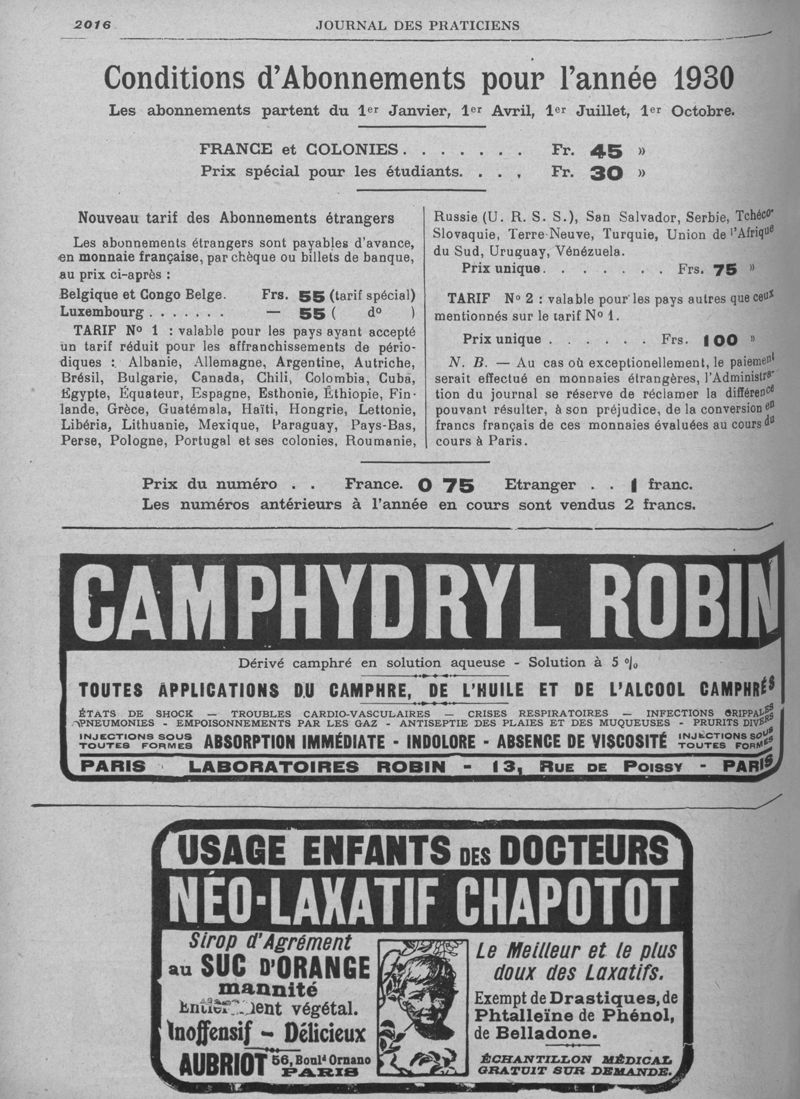 2016
JOURNAL DES PRATICIENS
Conditions d'Abonnements pour l'année 1930
Les abonnements partent du 1er Janvier, 1er Avril, 1er Juillet, 1er Octobre.
FRANCE et COLONIES. . . . . . . Fr. 45 »
Prix spécial pour les étudiants. . . , Fr. 30 »
Nouveau tarif des Abonnements étrangers
Les abonnements étrangers sont payables d'avance,
en monnaie française, par chèque ou billets de banque,
au prix ci-après :
Belgique et Congo Belge. Frs. 55 (tarif spécial)
Luxembourg . . . . . . . — 55 ( do )
TARIF No 1 : valable pour les pays ayant accepté
un tarif réduit pour les affranchissements de pério-
diques : Albanie, Allemagne, Argentine, Autriche,
Brésil, Bulgarie, Canada, Chili, Colombia, Cuba,
Egypte, Équateur, Espagne, Esthonie, Éthiopie, Fin-
lande, Grèce, Guatémala, Haïti, Hongrie, Lettonie,
Libéria, Lithuanie, Mexique, Paraguay, Pays-Bas,
Perse, Pologne, Portugal et ses colonies, Roumanie,
Russie (U. R. S. S.), San Salvador, Serbie, Tchéco-
Slovaquie, Terre-Neuve, Turquie, Union de l'Afrique
du Sud, Uruguay, Vénézuela.
Prix unique. . . . . . . . Frs. 75 »
TARIF No 2 : valable pour les pays autres que ceux
mentionnés sur le tarif No 1.
Prix unique . . . . . . Frs. 100 »
N. B. — Au cas où exceptionellement, le paiement
serait effectué en monnaies étrangères, l'Administra-
tion du journal se réserve de réclamer la différence
pouvant résulter, à son préjudice, de la conversion en
francs français de ces monnaies évaluées au cours du
cours à Paris.
Prix du numéro . . France. 0 75 Etranger . . 1 franc.
Les numéros antérieurs à l'année en cours sont vendus 2 francs.
CAMPHYDRYL ROBIN
Dérivé camphré en solution aqueuse - Solution à 5 %
TOUTES APPLICATIONS DU CAMPHRE, DE L'HUILE ET DE L'ALCOOL CAMPHRÉS
ÉTATS DE SHOCK — TROUBLES CARDIO-VASCULAIRES — CRISES RESPIRATOIRES — INFECTIONS GRIPPALES
PNEUMONIES - EMPOISONNEMENTS PAR LES GAZ - ANTISEPTIE DES PLAIES ET DES MUQUEUSES - PRURITS DIVERS
INJECTIONS SOUS TOUTES FORMES ABSORPTION IMMÉDIATE - INDOLORE - ABSENCE DE VISCOSITÉ INJECTIONS SOUS TOUTES FORMES
PARIS LABORATOIRES ROBIN - 13, RUE DE POISSY - PARIS
USAGE ENFANTS DES DOCTEURS
NÉO-LAXATIF CHAPOTOT
Sirop d'Agrément
au SUC D'ORANGE
mannité
Entièrement végétal.
Inoffensif - Délicieux
AUBRIOT 56, Bould Ornano
PARIS
Le Meilleur et le plus
doux des Laxatifs.
Exempt de Drastiques, de
Phtalleïne de Phénol,
de Belladone.
ÉCHANTILLON MÉDICAL
GRATUIT SUR DEMANDE.